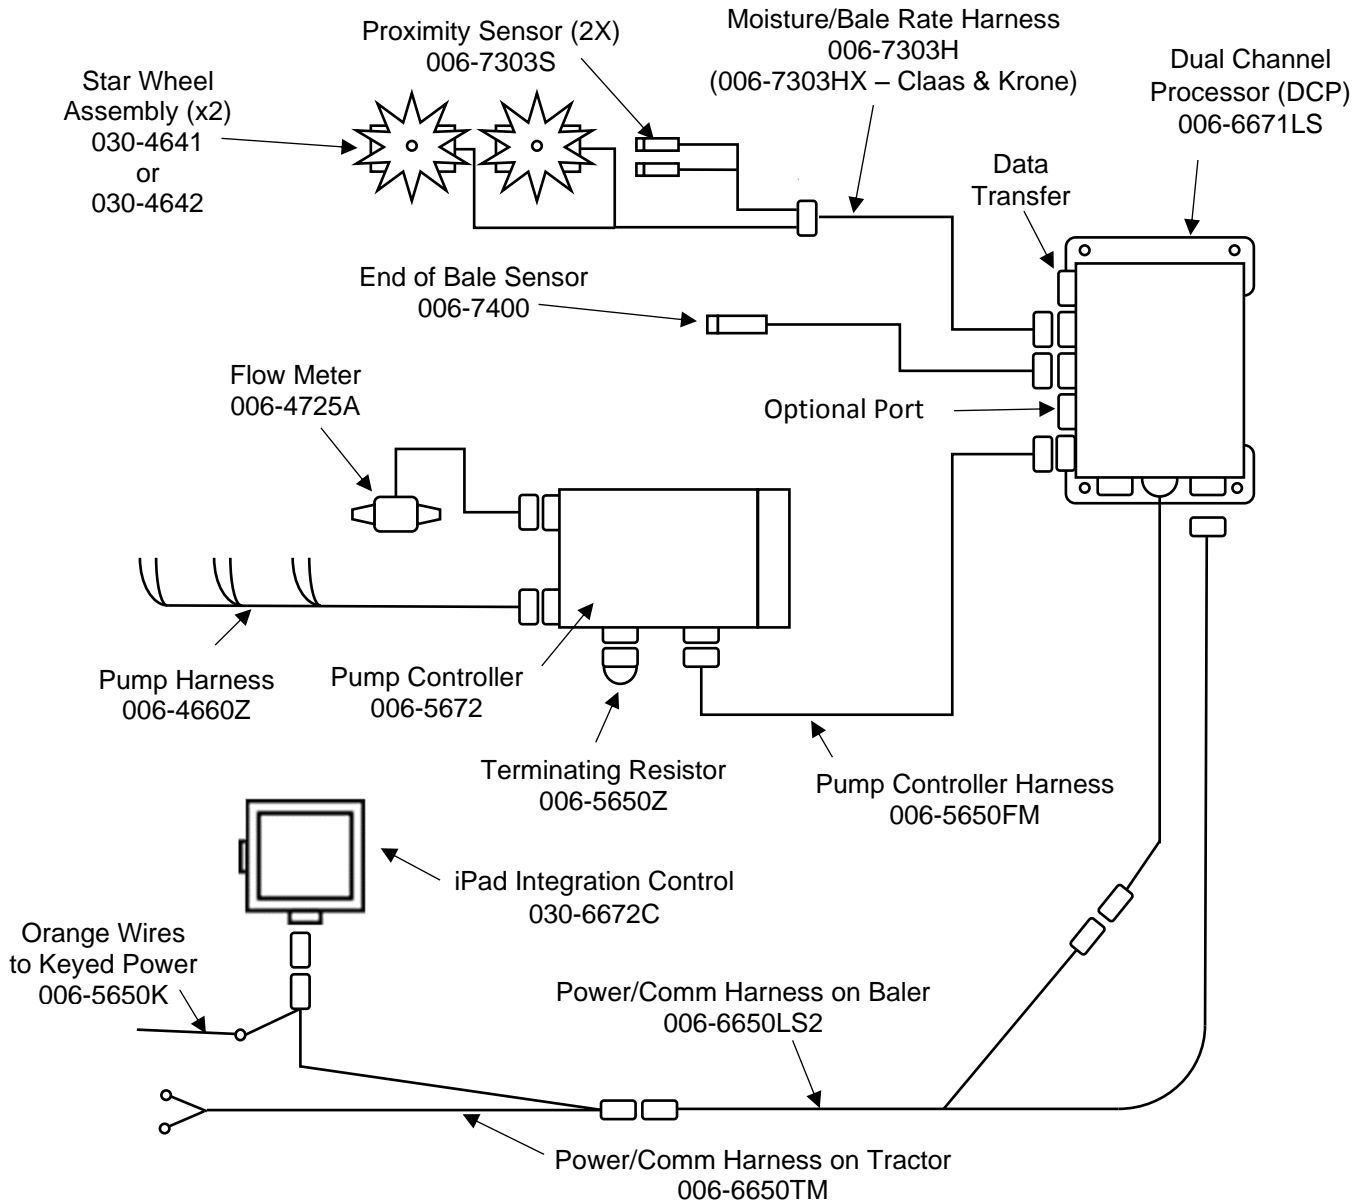 Proximity Sensor (2X)
006-7303S
Moisture/Bale Rate Harness
006-7303H
(006-7303HX – Claas & Krone)
Dual Channel
Processor (DCP)
006-6671LS
Star Wheel
Assembly (x2)
030-4641
or
030-4642
Data
Transfer
End of Bale Sensor
006-7400
Flow Meter
006-4725A
Optional Port
Pump Harness
006-4660Z
Pump Controller
006-5672
Terminating Resistor
006-5650Z
Pump Controller Harness
006-5650FM
iPad Integration Control
030-6672C
Orange Wires
to Keyed Power
006-5650K
Power/Comm Harness on Baler
006-6650LS2
Power/Comm Harness on Tractor
006-6650TM